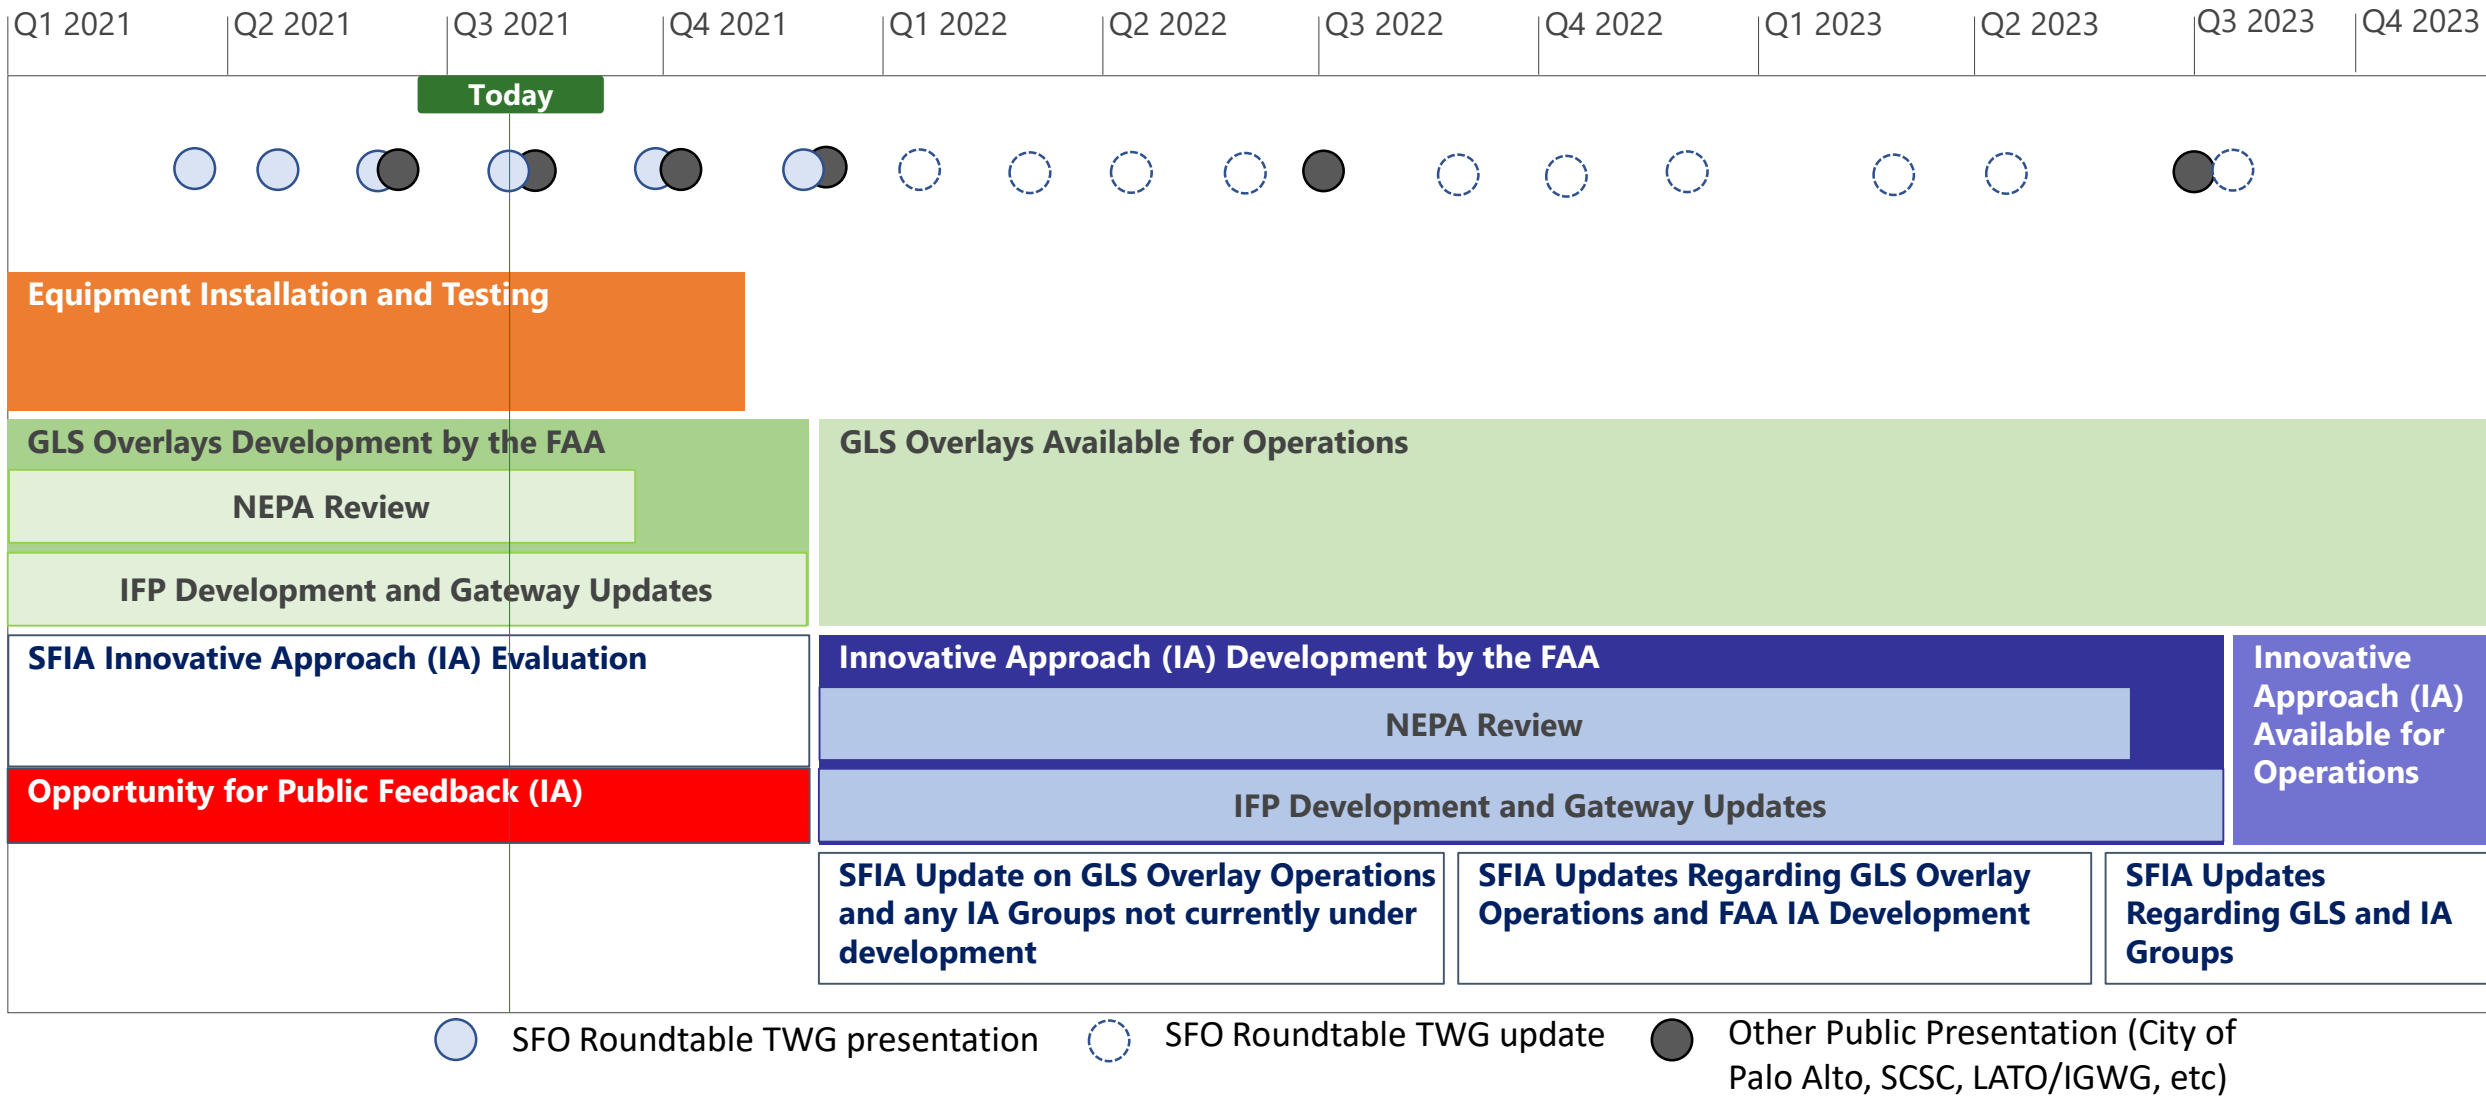 Q1 2021
Q2 2021
Q3 2021
Q4 2021
Q1 2022
Q2 2022
Q3 2022
Q4 2022
Q1 2023
Q2 2023
Q3 2023
Q4 2023
Today
Equipment Installation and Testing
GLS Overlays Development by the FAA
NEPA Review
IFP Development and Gateway Updates
GLS Overlays Available for Operations
SFIA Innovative Approach (IA) Evaluation
Opportunity for Public Feedback (IA)
Innovative Approach (IA) Development by the FAA
NEPA Review
IFP Development and Gateway Updates
Innovative
Approach (IA)
Available for
Operations
SFIA Update on GLS Overlay Operations
and any IA Groups not currently under
development
SFIA Updates Regarding GLS Overlay
Operations and FAA IA Development
SFIA Updates
Regarding GLS and IA
Groups
SFO Roundtable TWG presentation
SFO Roundtable TWG update
Other Public Presentation (City of
Palo Alto, SCSC, LATO/IGWG, etc)